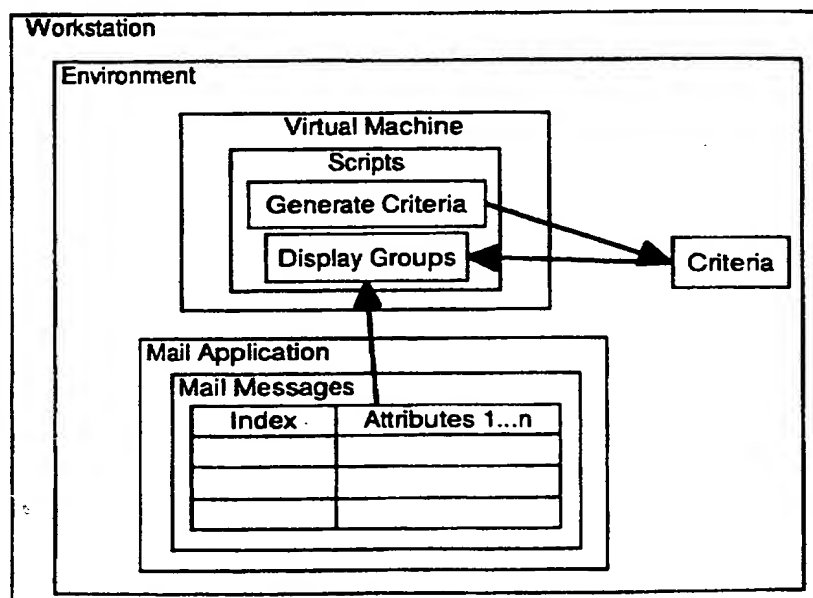 Workstation
Environment
Virtual Machine
Scripts
Generate Criteria
Display Groups
Criteria
Mail Application
Mail Messages
Index
Attributes 1...n